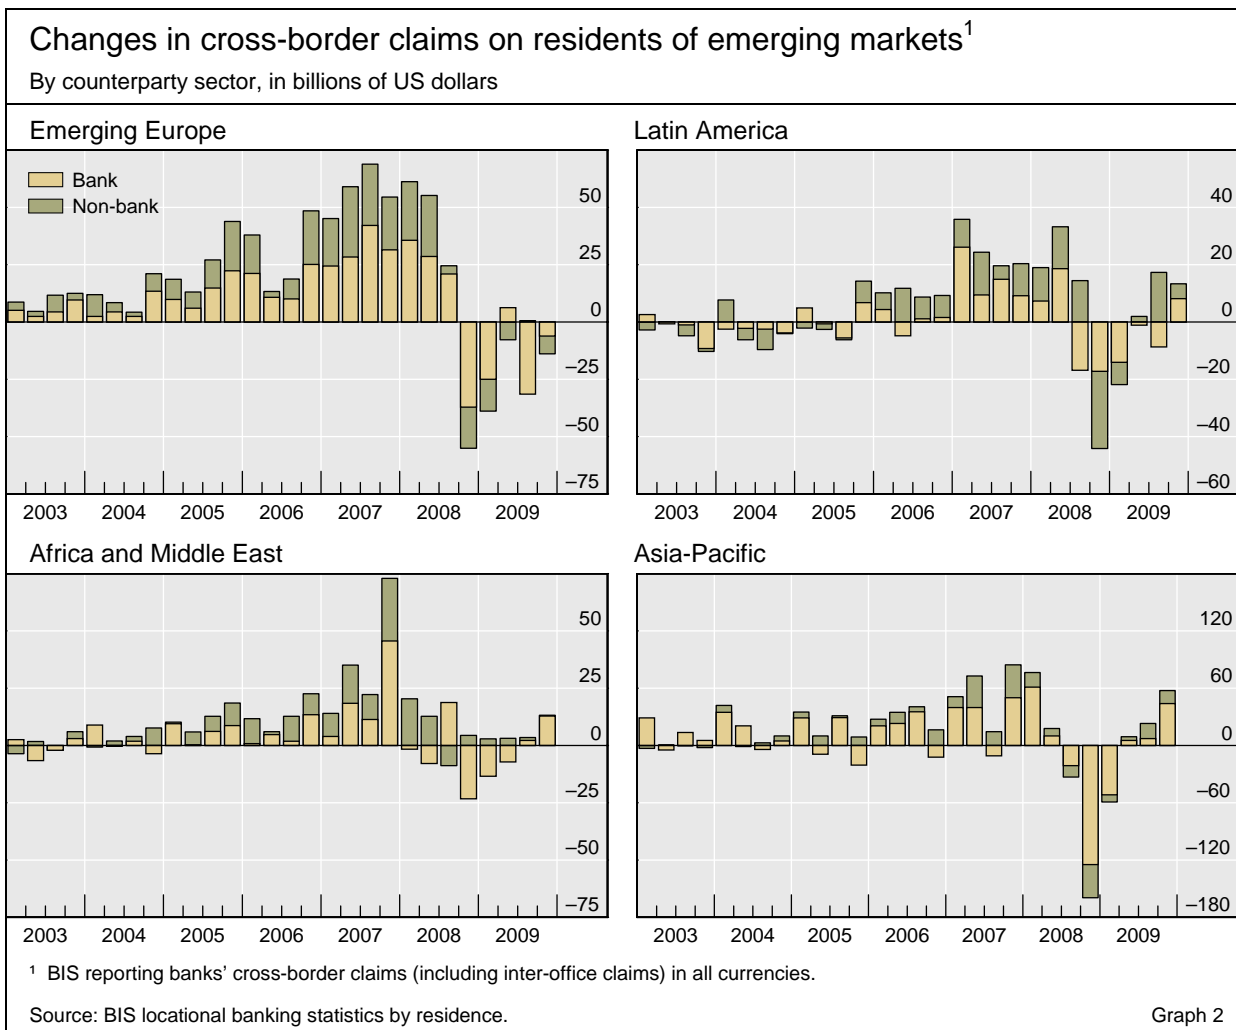 Changes in cross-border claims on residents of emerging markets¹
By counterparty sector, in billions of US dollars
Emerging Europe
Bank
Non-bank
50
25
0
–25
–50
–75
2003 2004 2005 2006 2007 2008 2009
Latin America
40
20
0
–20
–40
–60
2003 2004 2005 2006 2007 2008 2009
Africa and Middle East
50
25
0
–25
–50
–75
2003 2004 2005 2006 2007 2008 2009
Asia-Pacific
120
60
0
–60
–120
–180
2003 2004 2005 2006 2007 2008 2009
¹ BIS reporting banks’ cross-border claims (including inter-office claims) in all currencies.
Source: BIS locational banking statistics by residence.
Graph 2